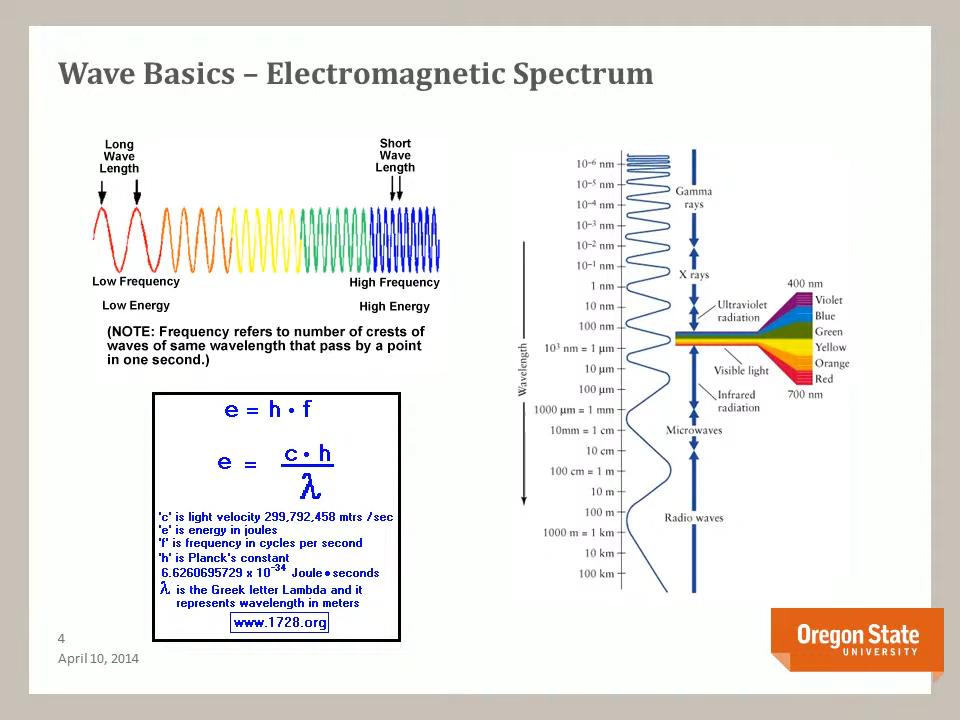 Wave Basics – Electromagnetic Spectrum
Long
Wave
Length
Short
Wave
Length
Low Frequency
High Frequency
Low Energy
High Energy
(NOTE: Frequency refers to number of crests of
waves of same wavelength that pass by a point
in one second.)
e = h • f
e = c • h / λ
'c' is light velocity 299,792,458 mtrs /sec
'e' is energy in joules
'f' is frequency in cycles per second
'h' is Planck's constant
6.6260695729 x 10⁻³⁴ Joule • seconds
λ is the Greek letter Lambda and it
represents wavelength in meters
www.1728.org
Wavelength
10⁻⁶ nm
10⁻⁵ nm
10⁻⁴ nm
10⁻³ nm
10⁻² nm
10⁻¹ nm
1 nm
10 nm
100 nm
10³ nm = 1 μm
10 μm
100 μm
1000 μm = 1 mm
10mm = 1 cm
10 cm
100 cm = 1 m
10 m
100 m
1000 m = 1 km
10 km
100 km
Gamma
rays
X rays
Ultraviolet
radiation
Visible light
Infrared
radiation
Microwaves
Radio waves
400 nm
Violet
Blue
Green
Yellow
Orange
Red
700 nm
4
April 10, 2014
Oregon State
UNIVERSITY